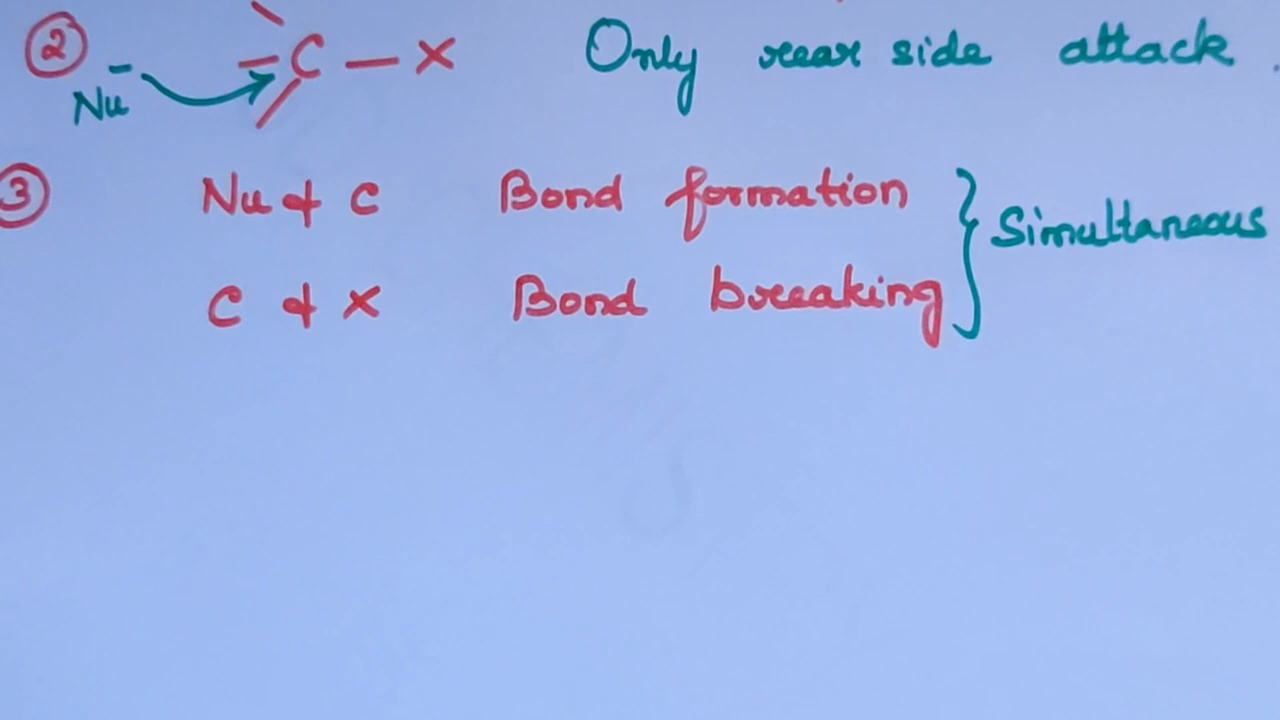 ② Nu⁻ C — X Only rear side attack.
③ Nu & C Bond formation
Simultaneous
C & X Bond breaking